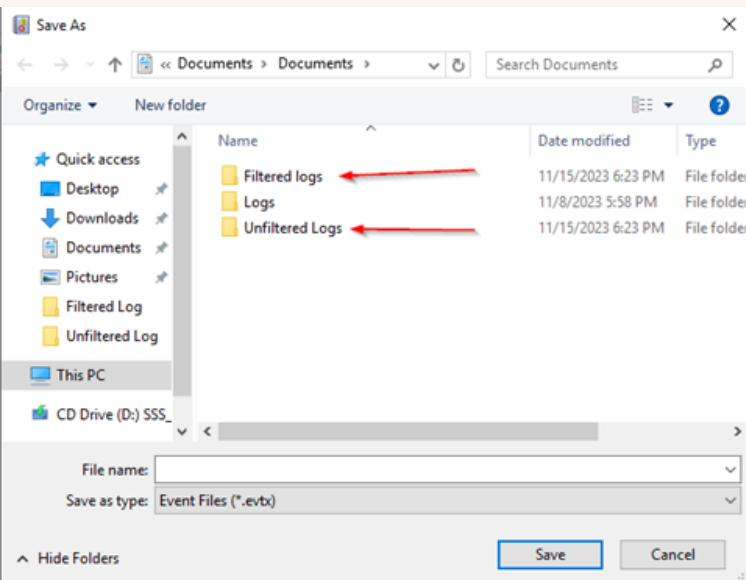 Save As
« Documents › Documents ›
Search Documents
Organize
New folder
?
Name
Date modified
Type
Quick access
Desktop
Downloads
Documents
Pictures
Filtered Log
Unfiltered Log
This PC
CD Drive (D:) SSS_
Filtered logs 11/15/2023 6:23 PM File folder
Logs 11/8/2023 5:58 PM File folder
Unfiltered Logs 11/15/2023 6:23 PM File folder
File name:
Save as type: Event Files (*.evtx)
Hide Folders
Save
Cancel